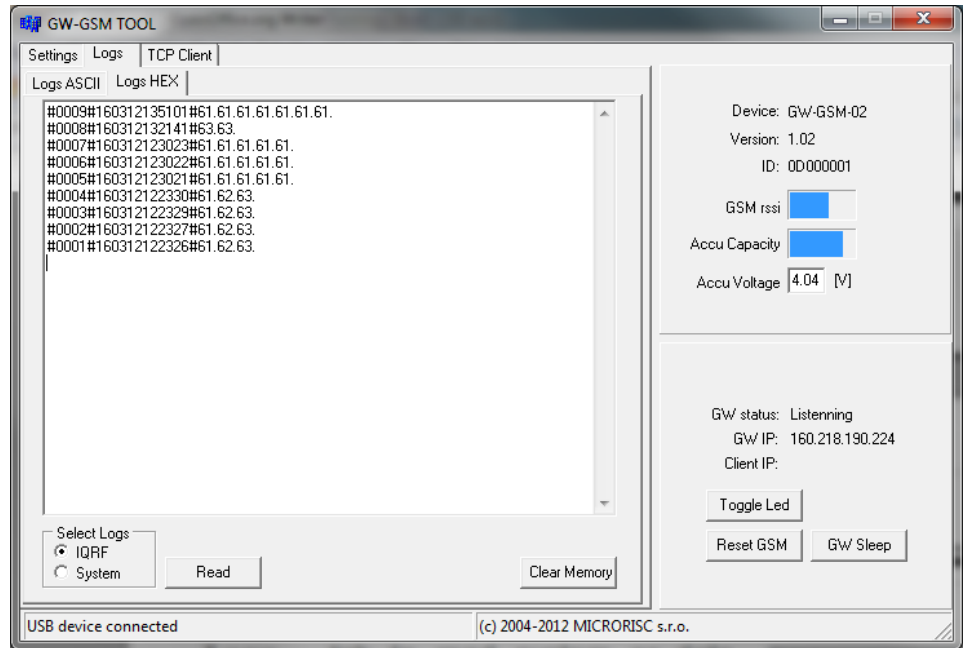 GW-GSM TOOL
Settings Logs TCP Client
Logs ASCII Logs HEX
#0009#160312135101#61.61.61.61.61.61.61.61.
#0008#160312132141#63.63.
#0007#160312123023#61.61.61.61.61.61.
#0006#160312123022#61.61.61.61.61.61.
#0005#160312123021#61.61.61.61.61.61.
#0004#160312122330#61.62.63.
#0003#160312122329#61.62.63.
#0002#160312122327#61.62.63.
#0001#160312122326#61.62.63.
Select Logs
IQRF
System
Read
Clear Memory
Device: GW-GSM-02
Version: 1.02
ID: 0D000001
GSM rssi
Accu Capacity
Accu Voltage 4.04 [V]
GW status: Listenning
GW IP: 160.218.190.224
Client IP:
Toggle Led
Reset GSM GW Sleep
USB device connected
(c) 2004-2012 MICRORISC s.r.o.